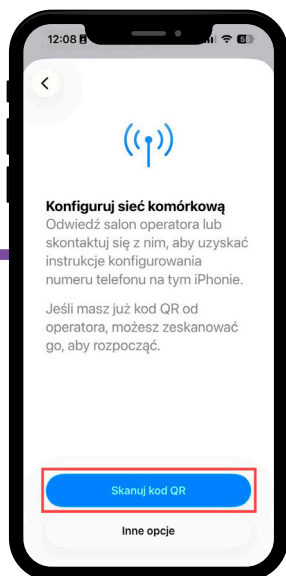 12:08
Konfiguruj sieć komórkową
Odwiedź salon operatora lub
skontaktuj się z nim, aby uzyskać
instrukcje konfigurowania
numeru telefonu na tym iPhonie.
Jeśli masz już kod QR od
operatora, możesz zeskanować
go, aby rozpocząć.
Skanuj kod QR
Inne opcje